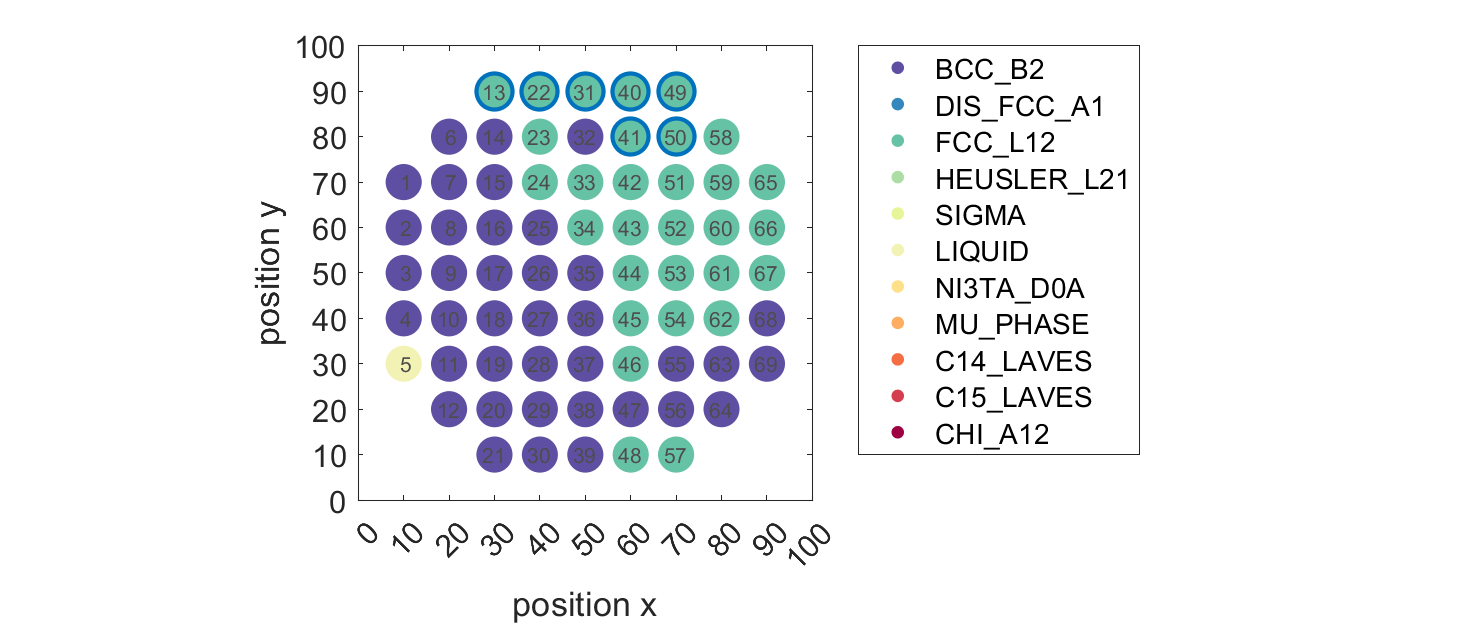 100
90
80
70
60
50
40
30
20
10
0
position y
13 22 31 40 49
6 14 23 32 41 50 58
1 7 15 24 33 42 51 59 65
2 8 16 25 34 43 52 60 66
3 9 17 26 35 44 53 61 67
4 10 18 27 36 45 54 62 68
5 11 19 28 37 46 55 63 69
12 20 29 38 47 56 64
21 30 39 48 57
0 10 20 30 40 50 60 70 80 90 100
position x
BCC_B2
DIS_FCC_A1
FCC_L12
HEUSLER_L21
SIGMA
LIQUID
NI3TA_D0A
MU_PHASE
C14_LAVES
C15_LAVES
CHI_A12